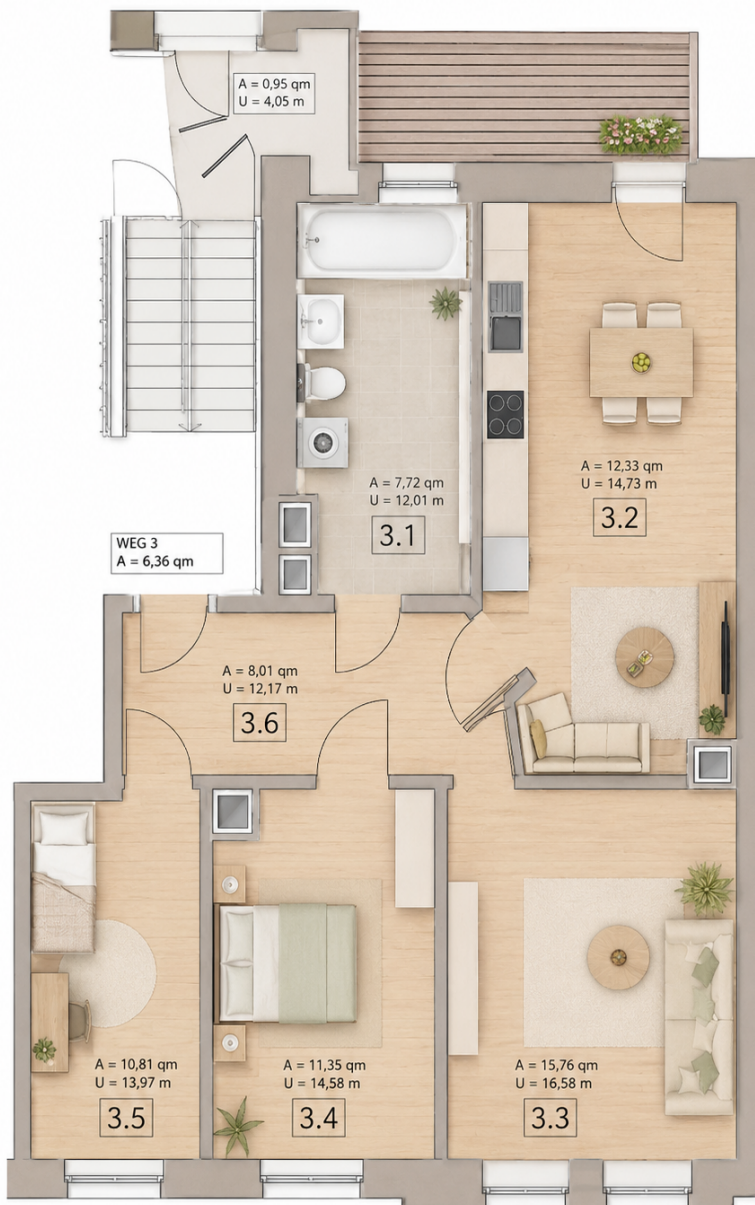 A = 0,95 qm
U = 4,05 m
A = 12,33 qm
U = 14,73 m
3.2
A = 7,72 qm
U = 12,01 m
3.1
WEG 3
A = 6,36 qm
A = 8,01 qm
U = 12,17 m
3.6
A = 10,81 qm
U = 13,97 m
3.5
A = 11,35 qm
U = 14,58 m
3.4
A = 15,76 qm
U = 16,58 m
3.3